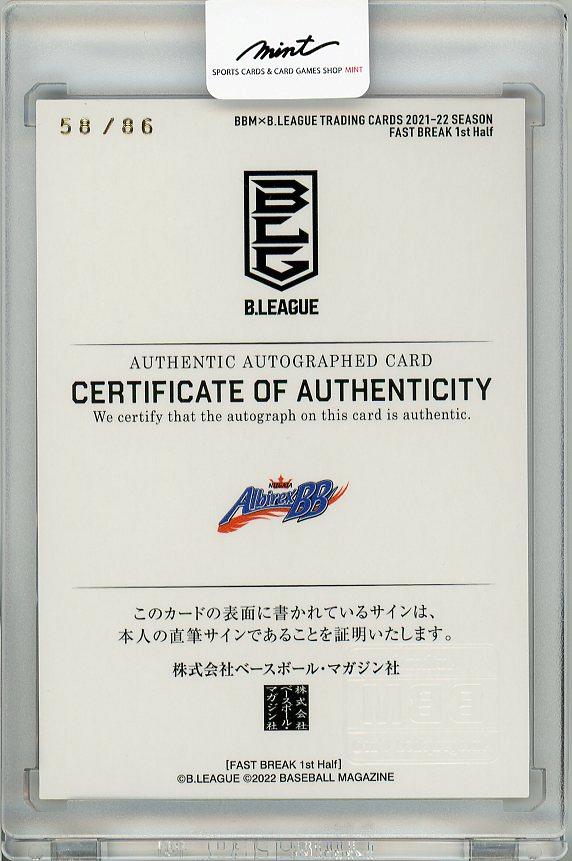 mint
SPORTS CARDS & CARD GAMES SHOP MINT
58/86
BBM×B.LEAGUE TRADING CARDS 2021-22 SEASON
FAST BREAK 1st Half
BLG
B.LEAGUE
AUTHENTIC AUTOGRAPHED CARD
CERTIFICATE OF AUTHENTICITY
We certify that the autograph on this card is authentic.
NIIGATA
Albirex BB
このカードの表面に書かれているサインは、
本人の直筆サインであることを証明いたします。
株式会社ベースボール・マガジン社
株式会社
ベースボール・
マガジン社
BBM
[FAST BREAK 1st Half]
©B.LEAGUE ©2022 BASEBALL MAGAZINE